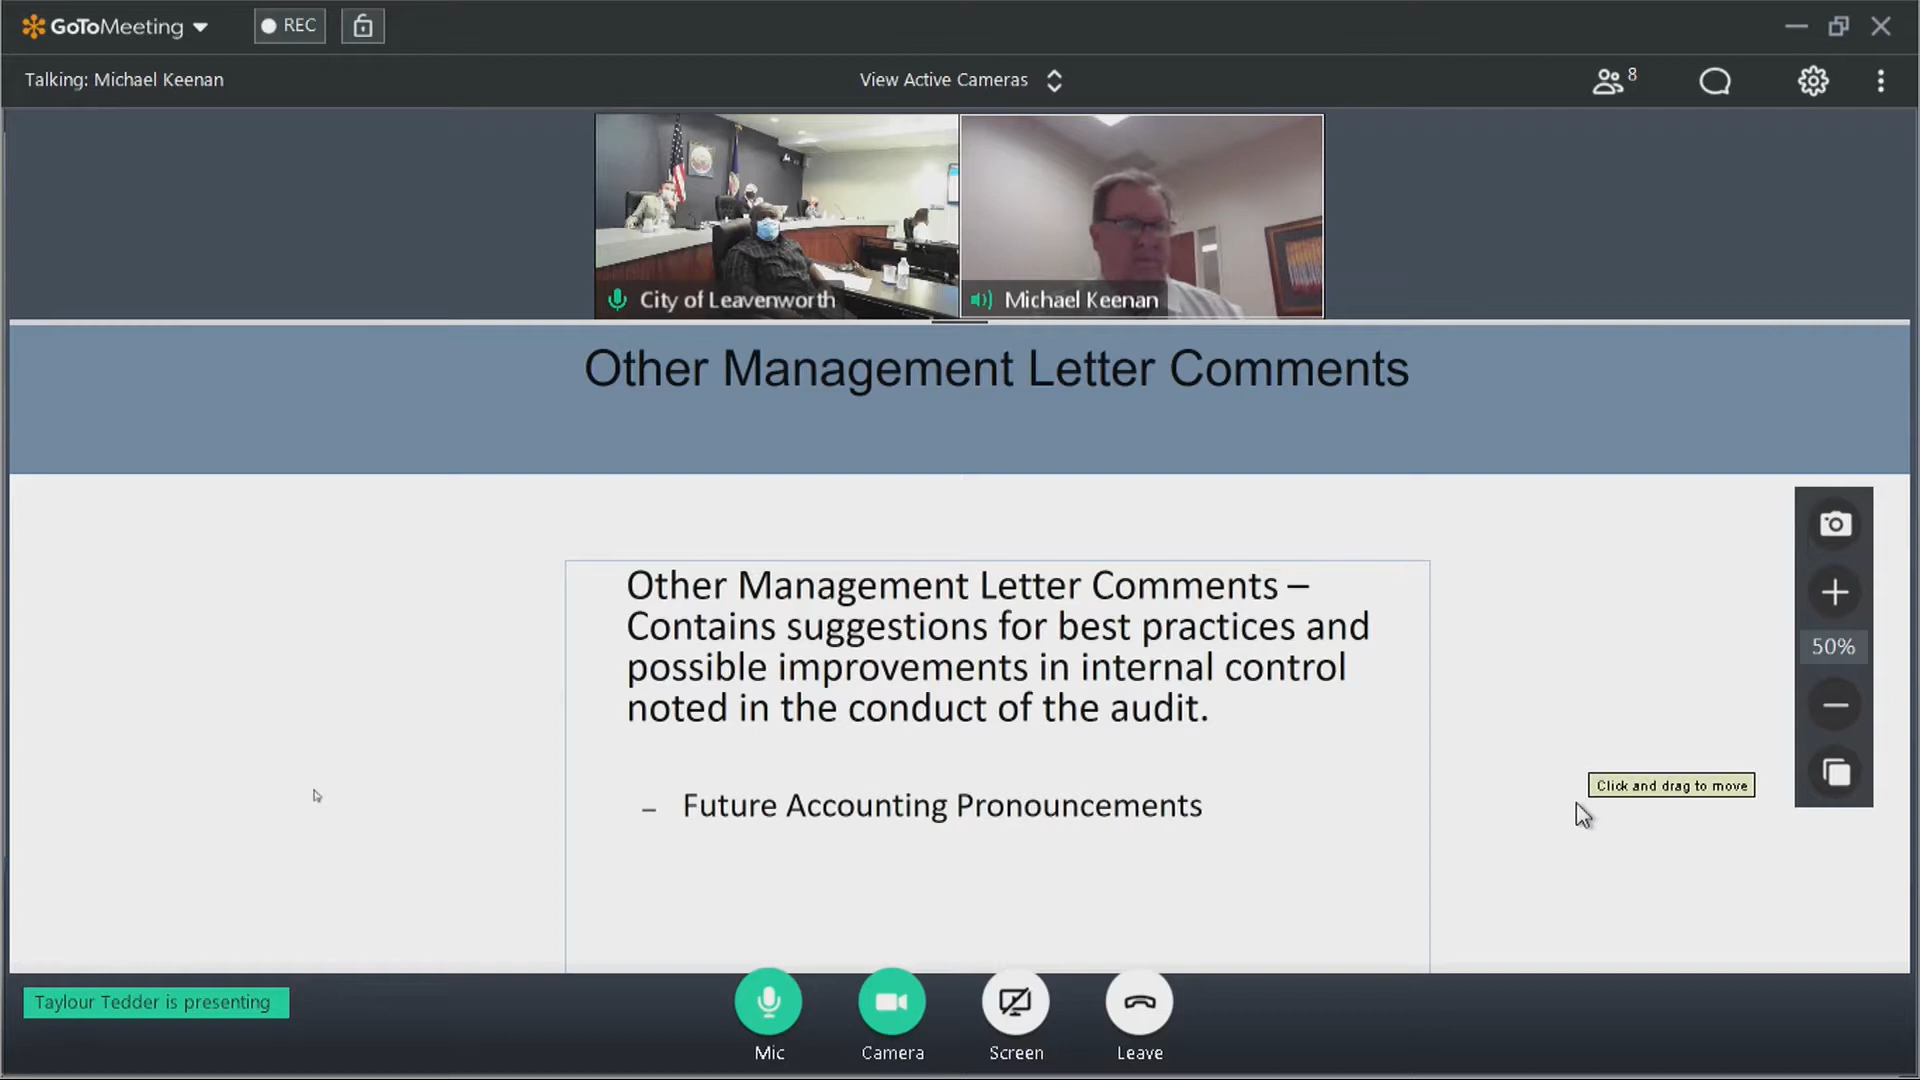 GoToMeeting
REC
Talking: Michael Keenan
View Active Cameras
8
City of Leavenworth
Michael Keenan
Other Management Letter Comments
Other Management Letter Comments –
Contains suggestions for best practices and
possible improvements in internal control
noted in the conduct of the audit.
– Future Accounting Pronouncements
50%
Click and drag to move
Taylour Tedder is presenting
Mic
Camera
Screen
Leave